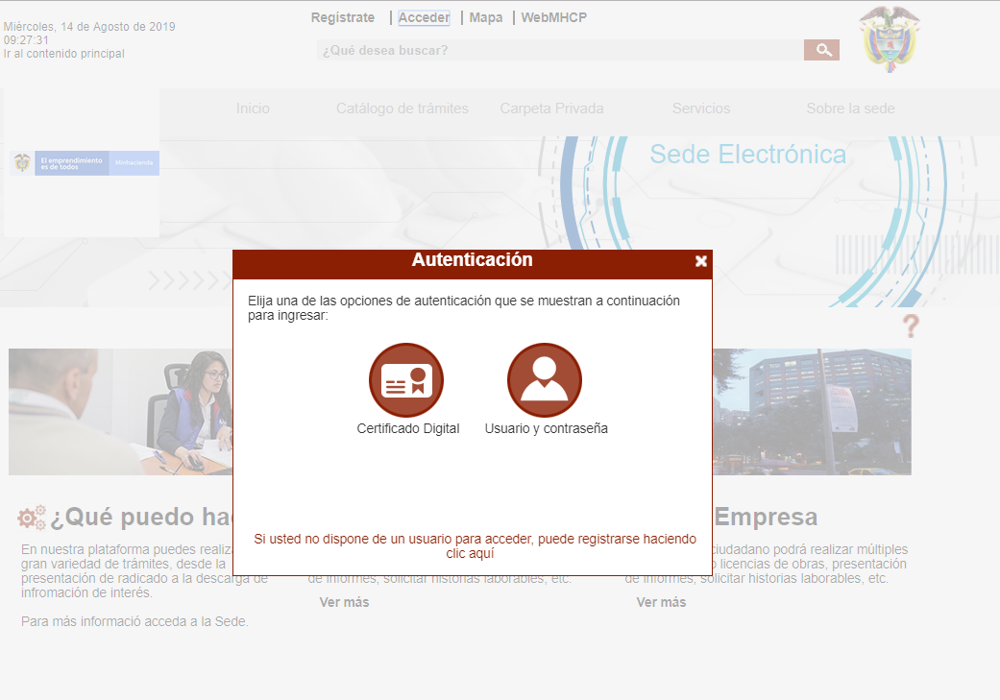 Miércoles, 14 de Agosto de 2019
09:27:31
Ir al contenido principal
Regístrate | Acceder | Mapa | WebMHCP
¿Qué desea buscar?
Inicio Catálogo de trámites Carpeta Privada Servicios Sobre la sede
El emprendimiento
es de todos
Minhacienda
Sede Electrónica
Autenticación
Elija una de las opciones de autenticación que se muestran a continuación
para ingresar:
Certificado Digital Usuario y contraseña
Si usted no dispone de un usuario para acceder, puede registrarse haciendo
clic aquí
?
¿Qué puedo ha
En nuestra plataforma puedes realiz
gran variedad de trámites, desde la
presentación de radicado a la descarga de
infromación de interés.
Para más informació acceda a la Sede.
de informes, solicitar historias laborables, etc.
Ver más
Empresa
ciudadano podrá realizar múltiples
o licencias de obras, presentación
de informes, solicitar historias laborables, etc.
Ver más